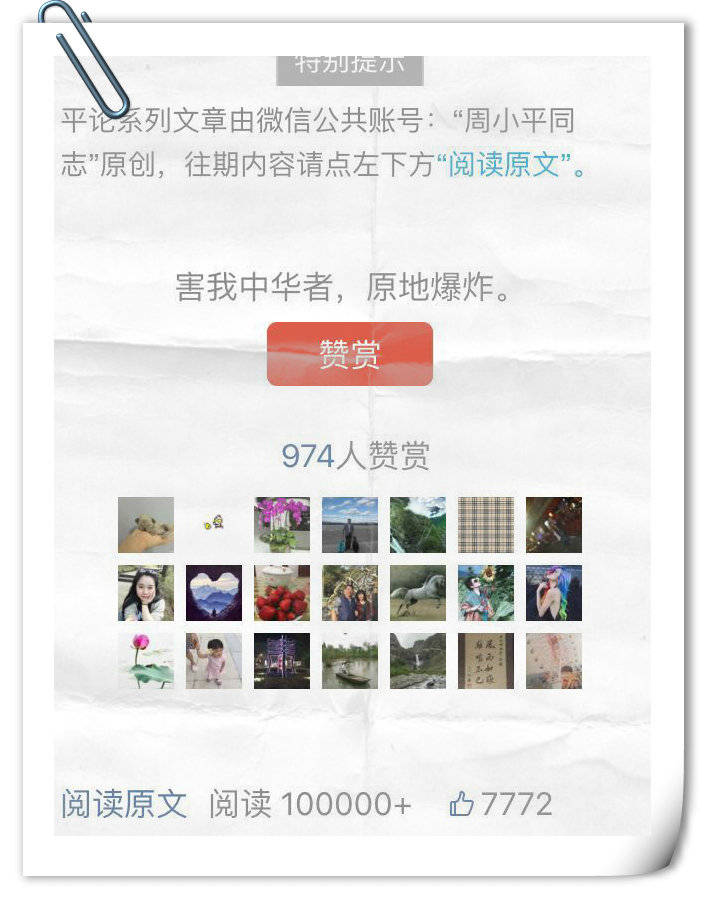 特别提示
平论系列文章由微信公共账号：“周小平同
志”原创，往期内容请点左下方“阅读原文”。
害我中华者，原地爆炸。
赞赏
974人赞赏
阅读原文 阅读 100000+ 7772